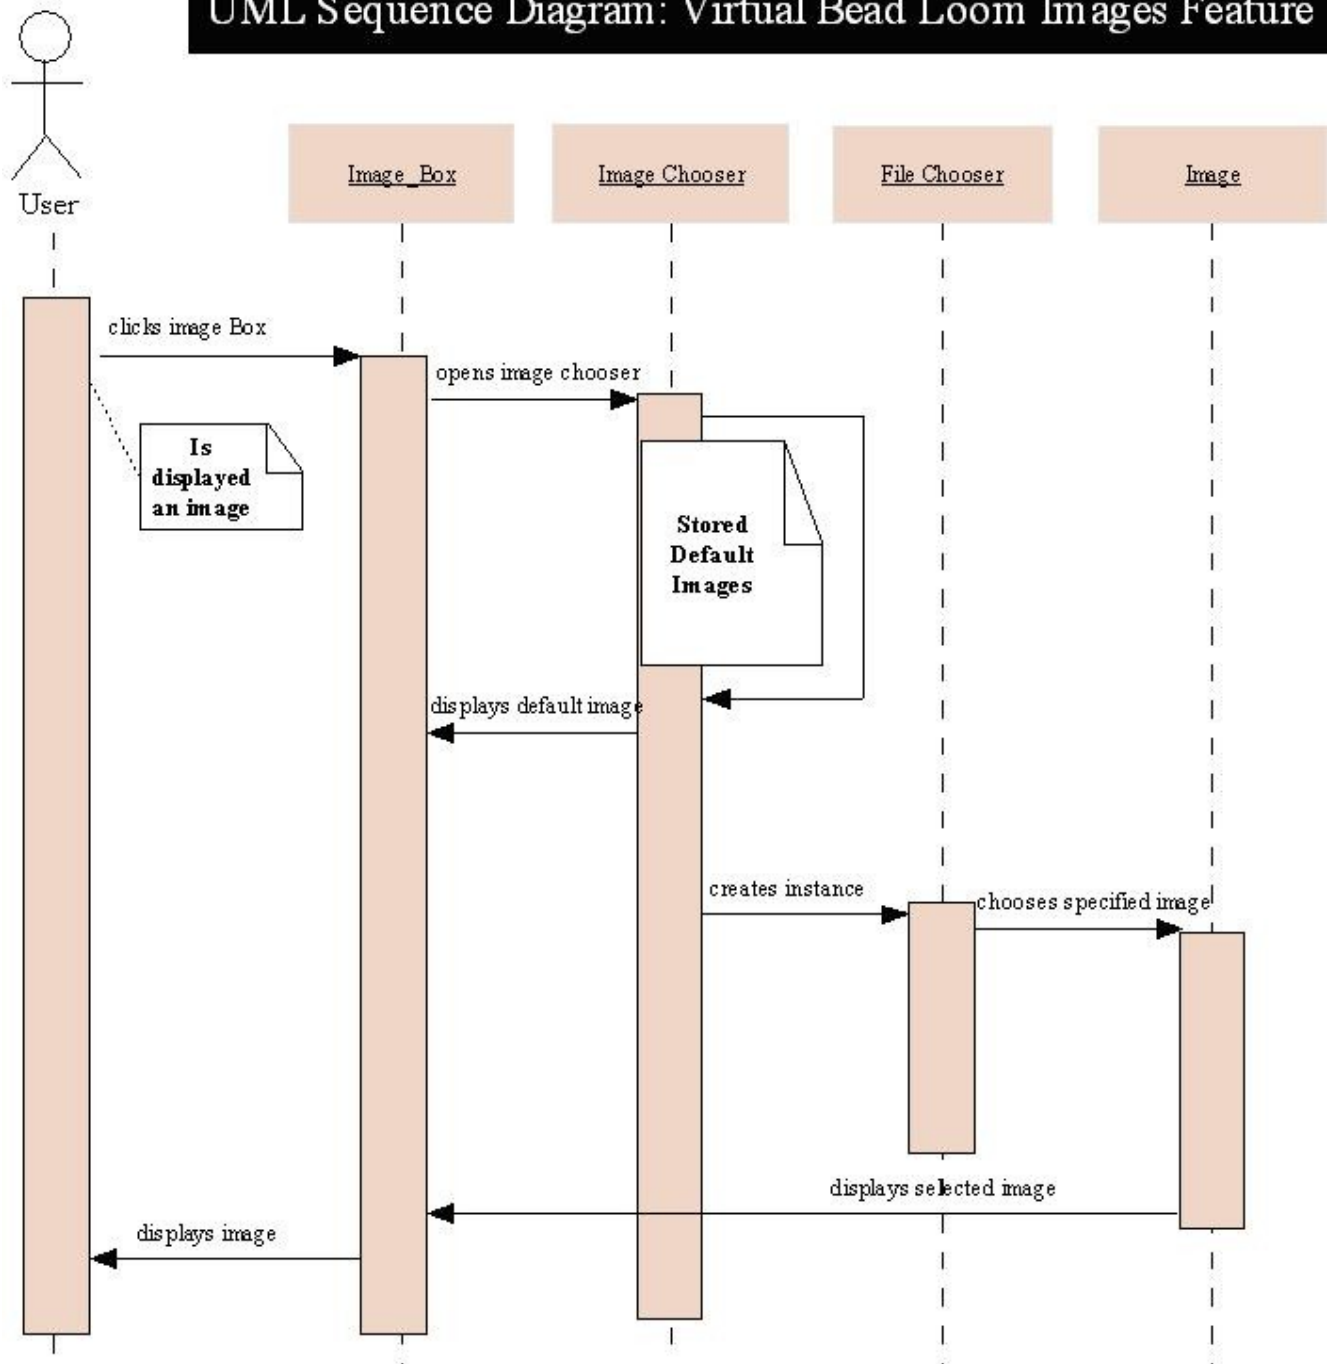 UML Sequence Diagram: Virtual Bead Loom Images Feature
User
Image_Box
Image Chooser
File Chooser
Image
clicks image Box
opens image chooser
Is
displayed
an image
Stored
Default
Images
displays default image
creates instance
chooses specified image
displays selected image
displays image